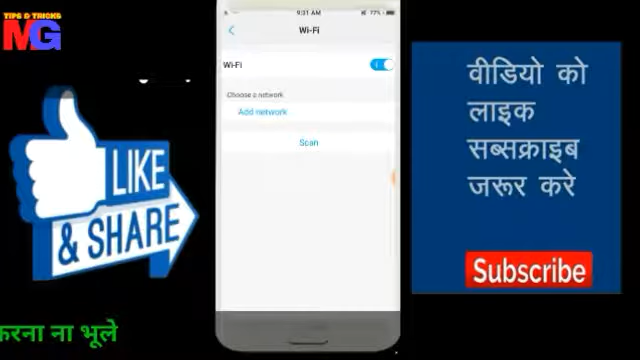 TIPS & TRICKS
MG
9:31 AM
77%
Wi-Fi
Wi-Fi
Choose a network
Add network
Scan
LIKE
& SHARE
वीडियो को
लाइक
सब्सक्राइब
जरूर करे
Subscribe
करना ना भूले